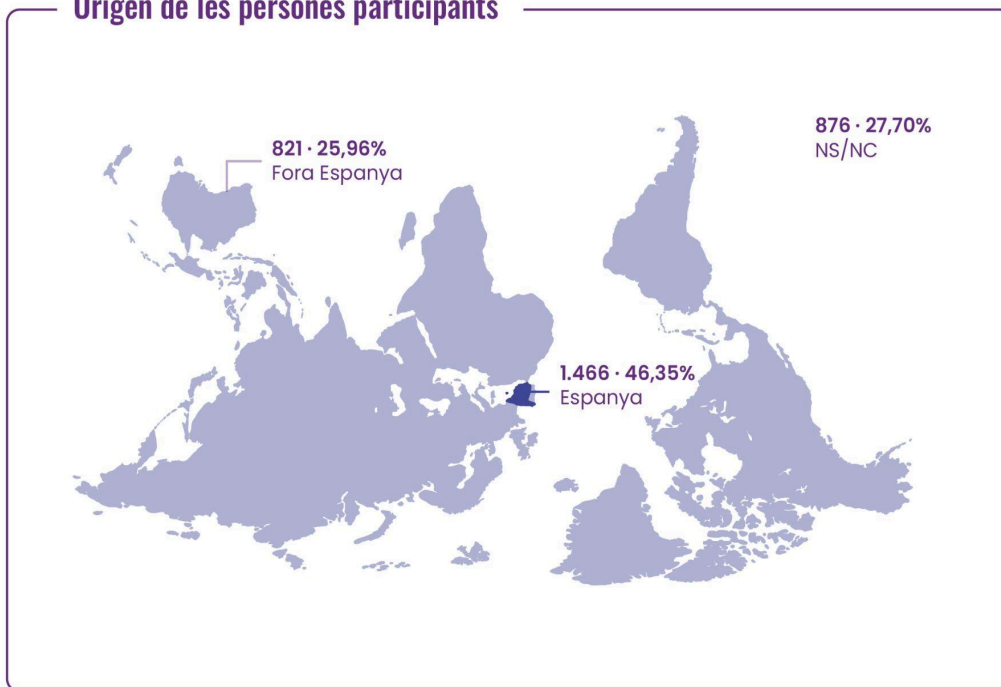 Origen de les persones participants
821 · 25,96%
Fora Espanya
876 · 27,70%
NS/NC
1.466 · 46,35%
Espanya